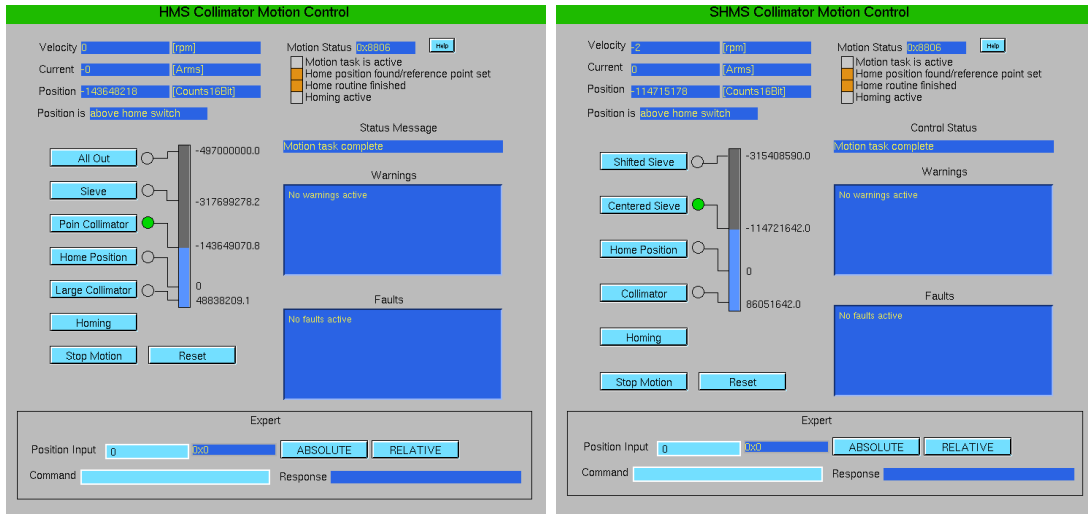 HMS Collimator Motion Control
Velocity 0 [rpm]
Current -0 [Arms]
Position -143648218 [Counts16Bit]
Position is above home switch
Motion Status 0x8806 Help
Motion task is active
Home position found/reference point set
Home routine finished
Homing active
Status Message
Motion task complete
Warnings
No warnings active
Faults
No faults active
All Out
Sieve
Poin Collimator
Home Position
Large Collimator
Homing
Stop Motion Reset
-497000000.0
-317699278.2
-143649070.8
0
48838209.1
Expert
Position Input 0 0x0 ABSOLUTE RELATIVE
Command Response
SHMS Collimator Motion Control
Velocity -2 [rpm]
Current 0 [Arms]
Position -114715178 [Counts16Bit]
Position is above home switch
Motion Status 0x8806 Help
Motion task is active
Home position found/reference point set
Home routine finished
Homing active
Control Status
Motion task complete
Warnings
No warnings active
Faults
No faults active
Shifted Sieve
Centered Sieve
Home Position
Collimator
Homing
Stop Motion Reset
-315408590.0
-114721642.0
0
86051642.0
Expert
Position Input 0 0x0 ABSOLUTE RELATIVE
Command Response